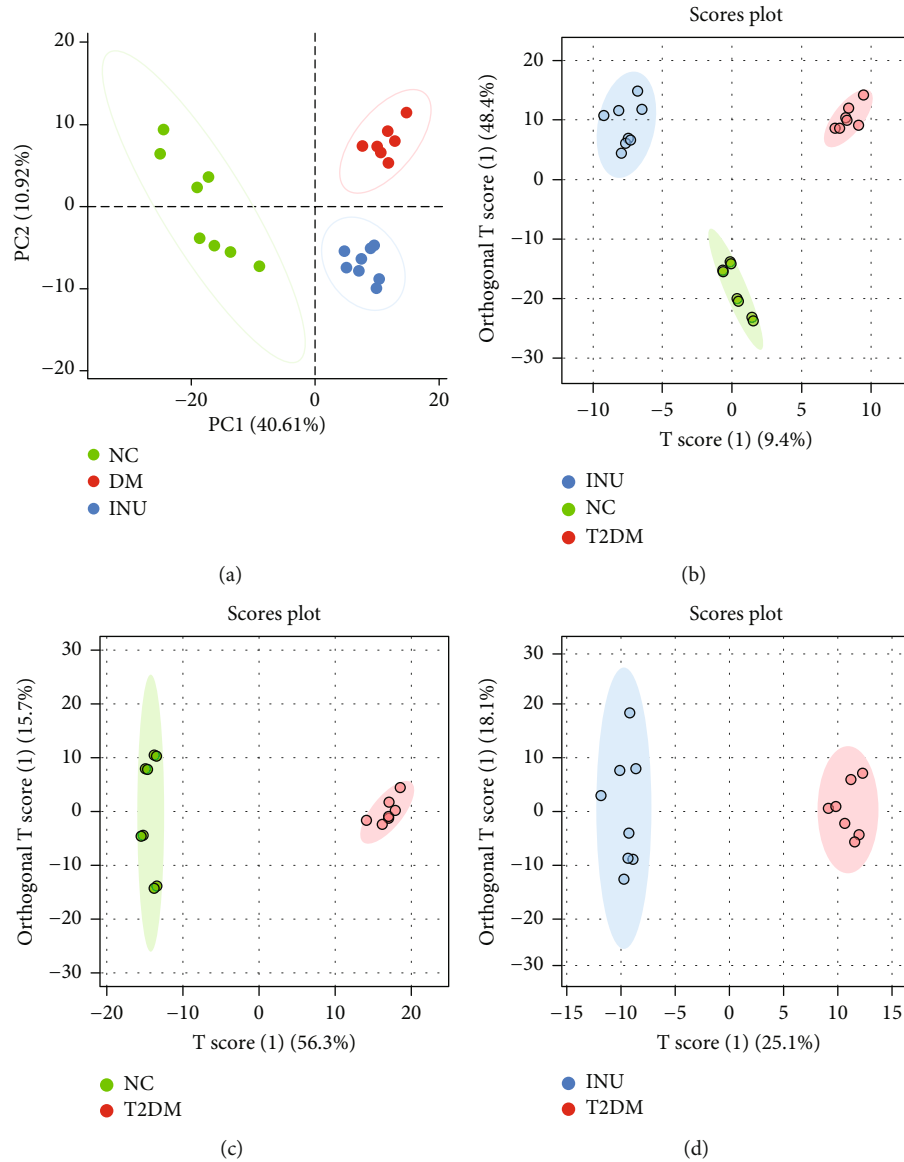 20
10
0
−10
−20
PC2 (10.92%)
−20
0
20
PC1 (40.61%)
NC
DM
INU
(a)
Scores plot
20
10
0
−10
−20
−30
Orthogonal T score (1) (48.4%)
−10
−5
0
5
10
T score (1) (9.4%)
INU
NC
T2DM
(b)
Scores plot
30
20
10
0
−10
−20
−30
Orthogonal T score (1) (15.7%)
−20
−10
0
10
20
T score (1) (56.3%)
NC
T2DM
(c)
Scores plot
30
20
10
0
−10
−20
−30
Orthogonal T score (1) (18.1%)
−15
−10
−5
0
5
10
15
T score (1) (25.1%)
INU
T2DM
(d)